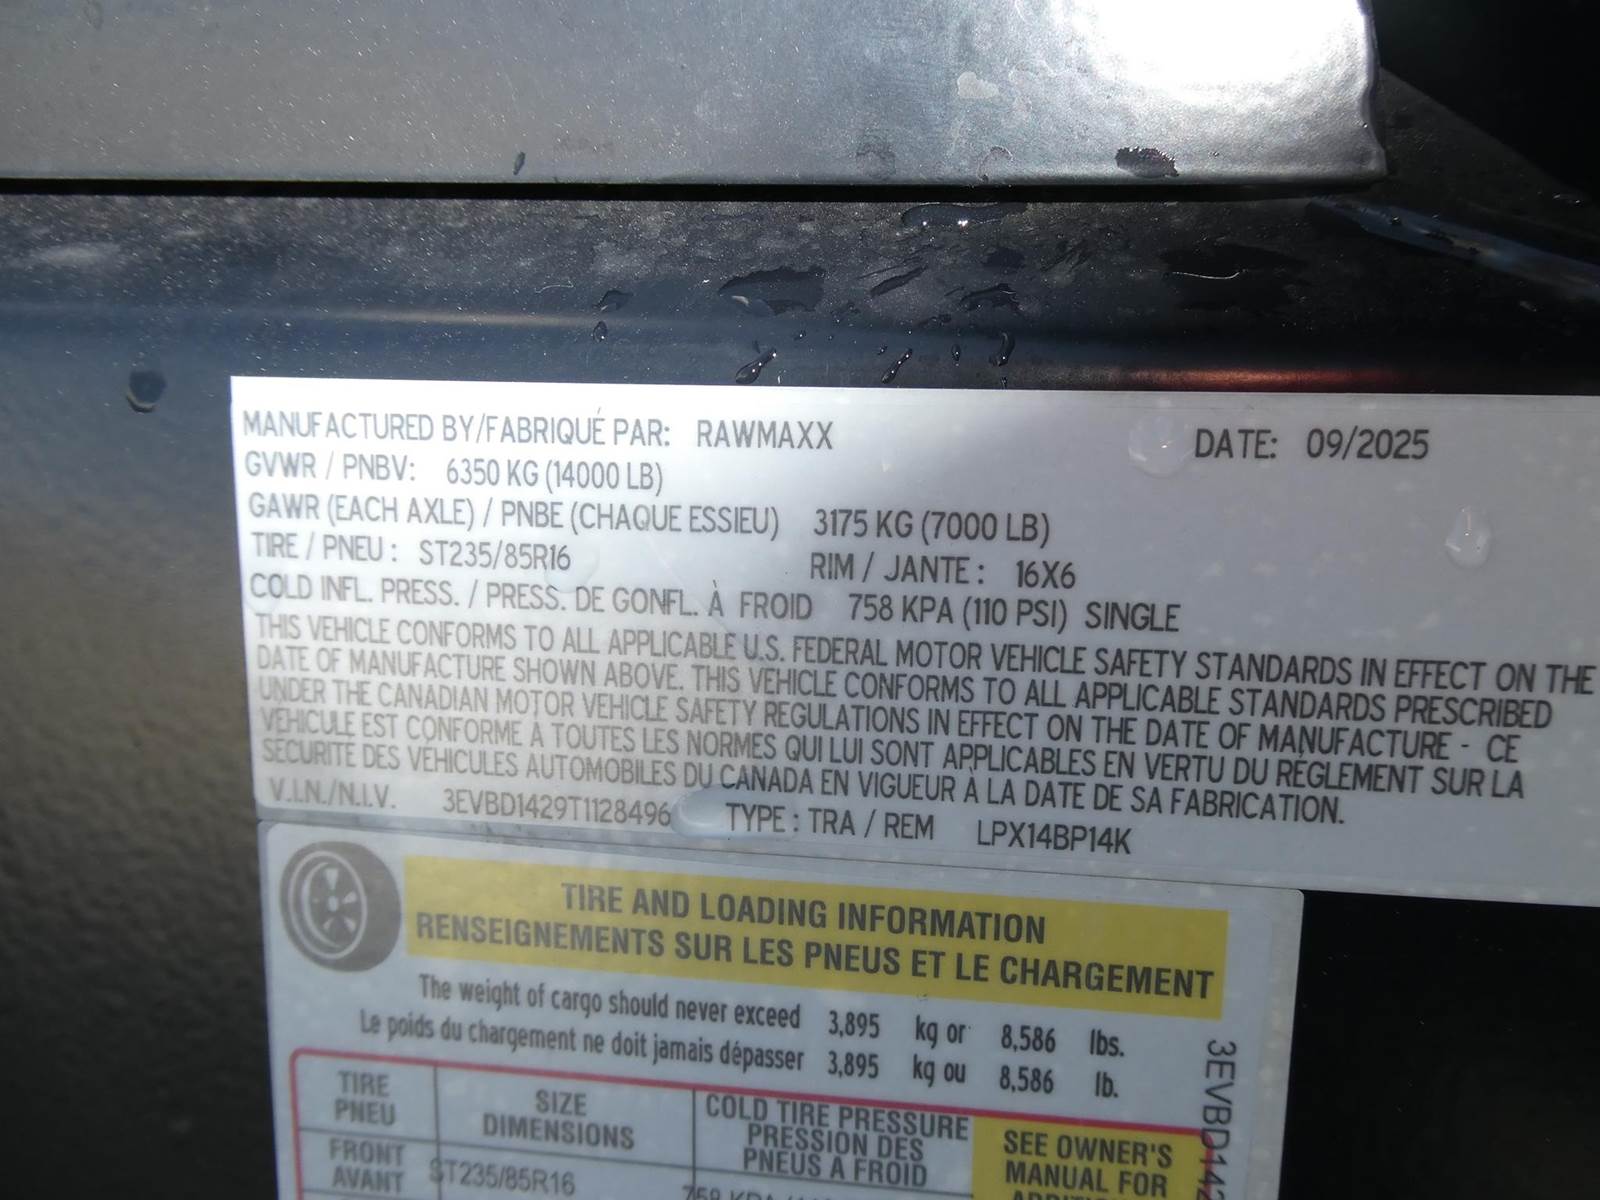 MANUFACTURED BY/FABRIQUÉ PAR: RAWMAXX DATE: 09/2025
GVWR / PNBV: 6350 KG (14000 LB)
GAWR (EACH AXLE) / PNBE (CHAQUE ESSIEU) 3175 KG (7000 LB)
TIRE / PNEU : ST235/85R16 RIM / JANTE : 16X6
COLD INFL. PRESS. / PRESS. DE GONFL. À FROID 758 KPA (110 PSI) SINGLE
THIS VEHICLE CONFORMS TO ALL APPLICABLE U.S. FEDERAL MOTOR VEHICLE SAFETY STANDARDS IN EFFECT ON THE
DATE OF MANUFACTURE SHOWN ABOVE. THIS VEHICLE CONFORMS TO ALL APPLICABLE STANDARDS PRESCRIBED
UNDER THE CANADIAN MOTOR VEHICLE SAFETY REGULATIONS IN EFFECT ON THE DATE OF MANUFACTURE - CE
VÉHICULE EST CONFORME À TOUTES LES NORMES QUI LUI SONT APPLICABLES EN VERTU DU RÈGLEMENT SUR LA
SÉCURITÉ DES VÉHICULES AUTOMOBILES DU CANADA EN VIGUEUR À LA DATE DE SA FABRICATION.
V.I.N./N.I.V. 3EVBD1429T1128496 TYPE : TRA / REM LPX14BP14K
TIRE AND LOADING INFORMATION
RENSEIGNEMENTS SUR LES PNEUS ET LE CHARGEMENT
The weight of cargo should never exceed 3,895 kg or 8,586 lbs.
Le poids du chargement ne doit jamais dépasser 3,895 kg ou 8,586 lb.
TIRE
PNEU
SIZE
DIMENSIONS
COLD TIRE PRESSURE
PRESSION DES
PNEUS A FROID
SEE OWNER'S
MANUAL FOR
FRONT
AVANT
ST235/85R16
758 KPA
3EVBD142